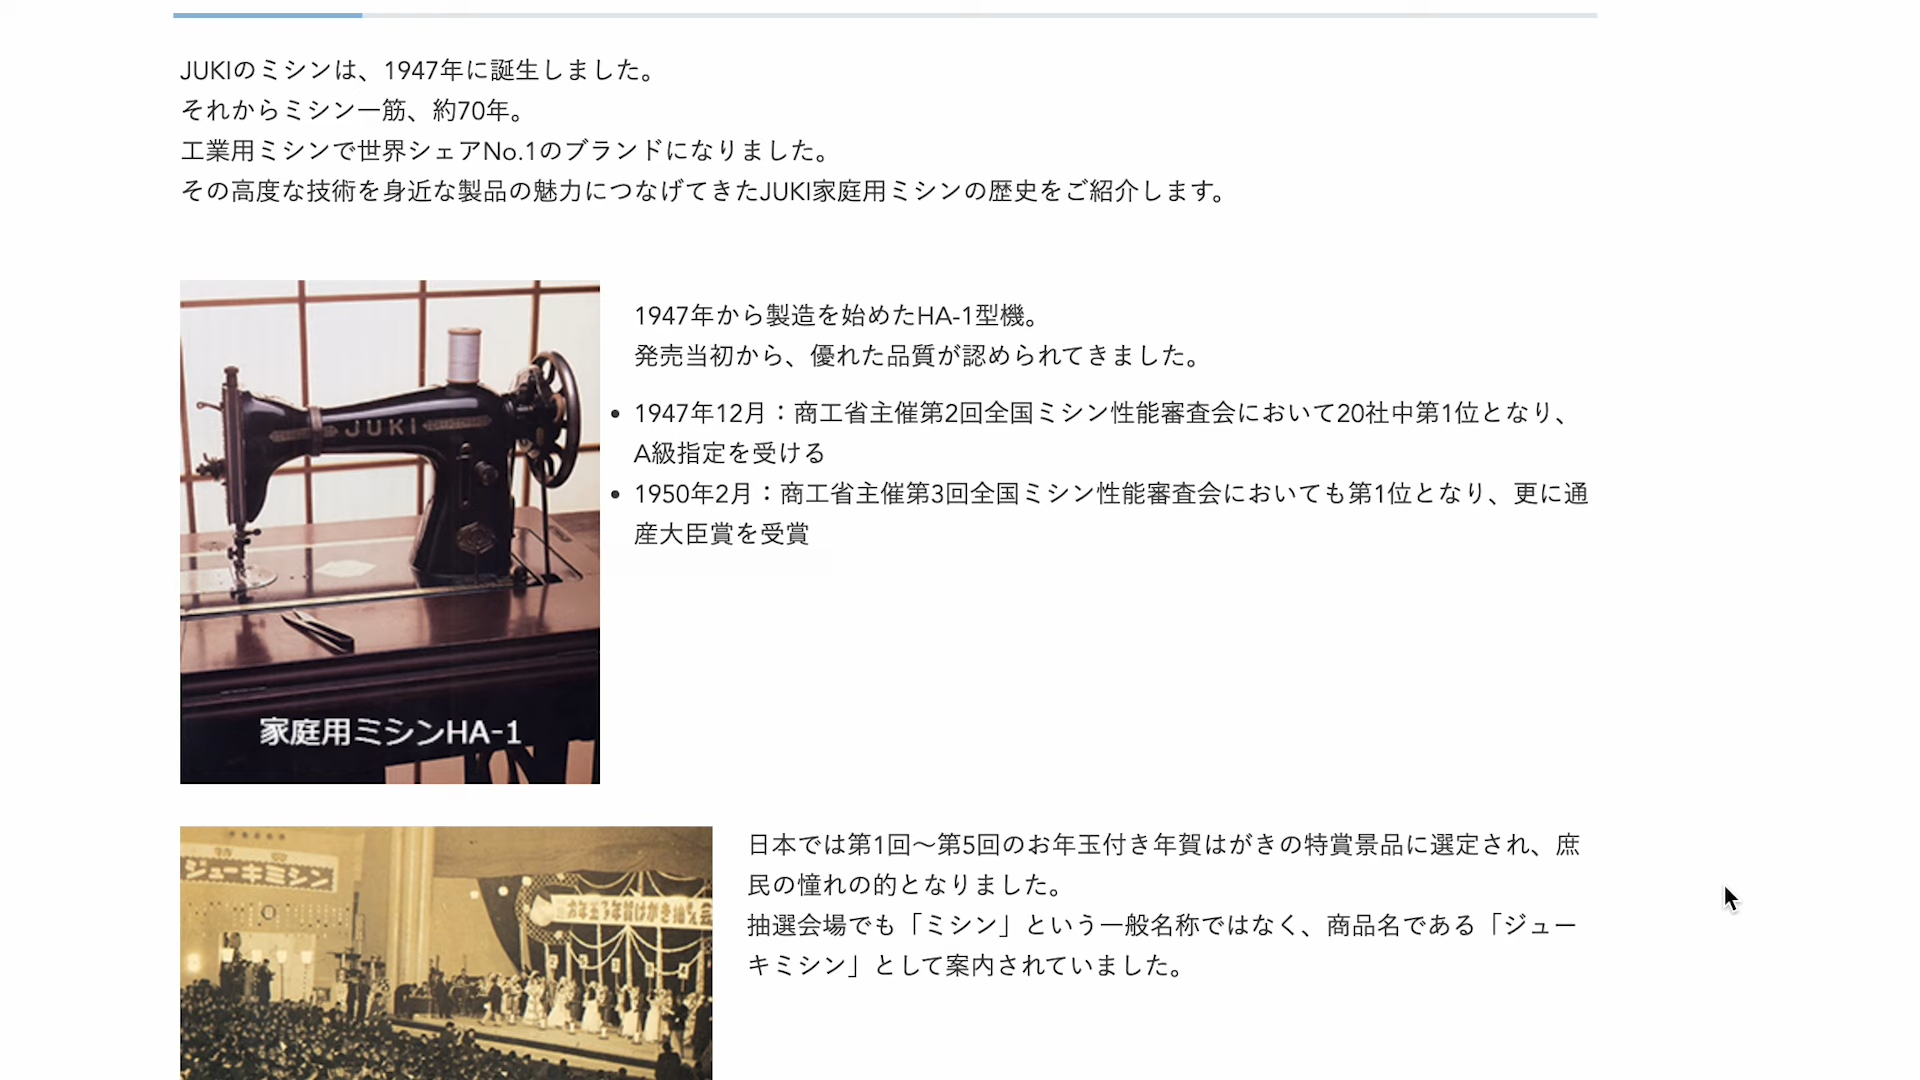 JUKIのミシンは、1947年に誕生しました。
それからミシン一筋、約70年。
工業用ミシンで世界シェアNo.1のブランドになりました。
その高度な技術を身近な製品の魅力につなげてきたJUKI家庭用ミシンの歴史をご紹介します。
JUKI
家庭用ミシンHA-1
1947年から製造を始めたHA-1型機。
発売当初から、優れた品質が認められてきました。
• 1947年12月：商工省主催第2回全国ミシン性能審査会において20社中第1位となり、
A級指定を受ける
• 1950年2月：商工省主催第3回全国ミシン性能審査会においても第1位となり、更に通
産大臣賞を受賞
ジューキミシン
お年玉
年賀はがき抽
日本では第1回～第5回のお年玉付き年賀はがきの特賞景品に選定され、庶
民の憧れの的となりました。
抽選会場でも「ミシン」という一般名称ではなく、商品名である「ジュー
キミシン」として案内されていました。